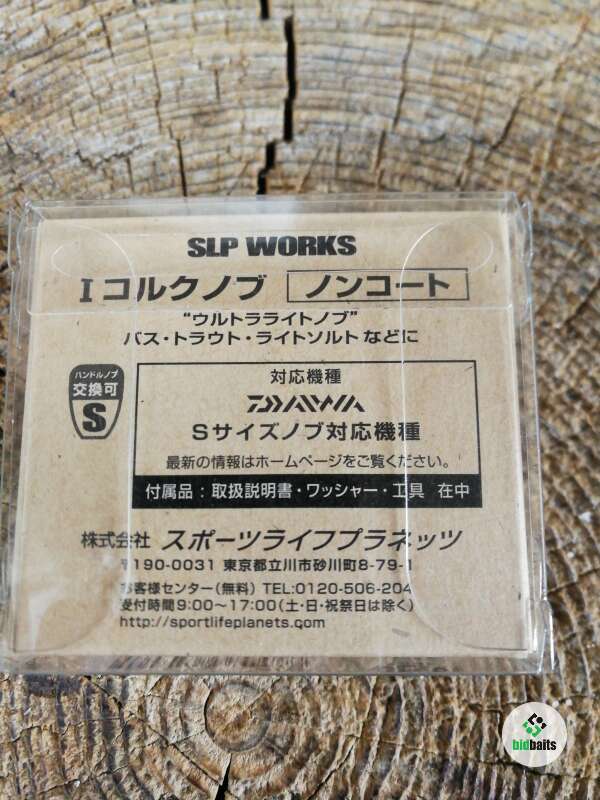 SLP WORKS
Iコルクノブ ノンコート
“ウルトラライトノブ”
バス・トラウト・ライトソルトなどに
ハンドルノブ
交換可
S
対応機種
DAIWA
Sサイズノブ対応機種
最新の情報はホームページをご覧ください。
付属品：取扱説明書・ワッシャー・工具 在中
株式会社 スポーツライフプラネッツ
〒190-0031 東京都立川市砂川町8-79-1
お客様センター(無料) TEL:0120-506-204
受付時間9:00〜17:00(土・日・祝祭日は除く)
http://sportlifeplanets.com
bidbaits